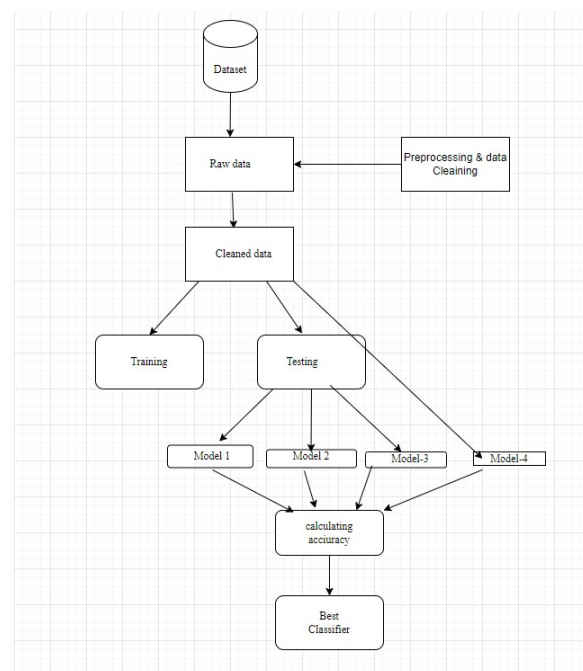 Dataset
Raw data
Preprocessing & data
Cleaining
Cleaned data
Training
Testing
Model 1
Model 2
Model-3
Model-4
calculating
acciuracy
Best
Classifier